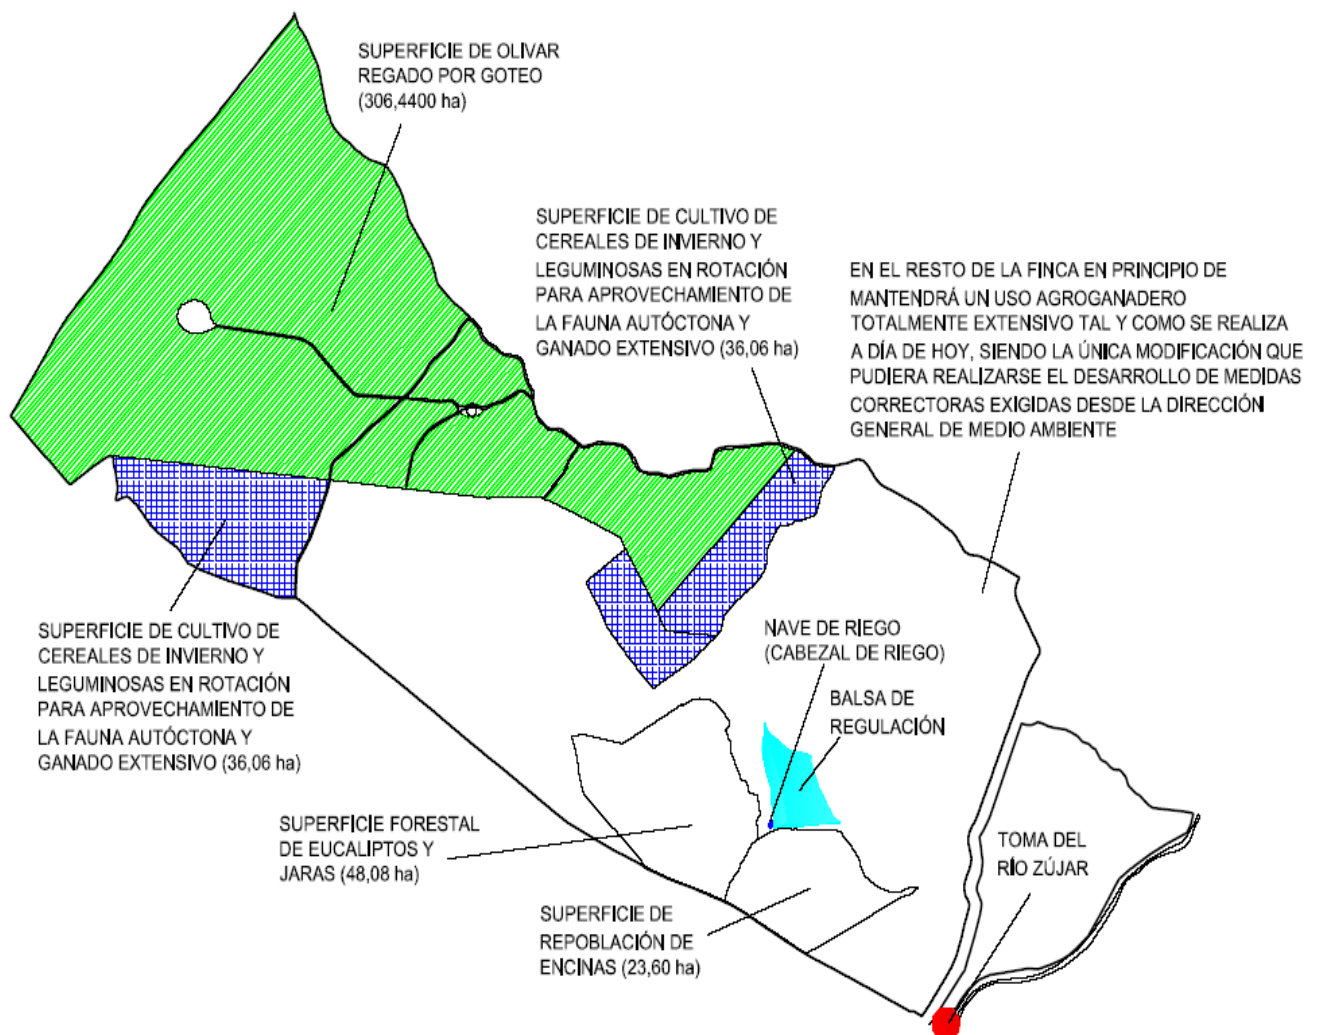 SUPERFICIE DE OLIVAR
REGADO POR GOTEO
(306,4400 ha)
SUPERFICIE DE CULTIVO DE
CEREALES DE INVIERNO Y
LEGUMINOSAS EN ROTACIÓN
PARA APROVECHAMIENTO DE
LA FAUNA AUTÓCTONA Y
GANADO EXTENSIVO (36,06 ha)
EN EL RESTO DE LA FINCA EN PRINCIPIO DE
MANTENDRÁ UN USO AGROGANADERO
TOTALMENTE EXTENSIVO TAL Y COMO SE REALIZA
A DÍA DE HOY, SIENDO LA ÚNICA MODIFICACIÓN QUE
PUDIERA REALIZARSE EL DESARROLLO DE MEDIDAS
CORRECTORAS EXIGIDAS DESDE LA DIRECCIÓN
GENERAL DE MEDIO AMBIENTE
SUPERFICIE DE CULTIVO DE
CEREALES DE INVIERNO Y
LEGUMINOSAS EN ROTACIÓN
PARA APROVECHAMIENTO DE
LA FAUNA AUTÓCTONA Y
GANADO EXTENSIVO (36,06 ha)
NAVE DE RIEGO
(CABEZAL DE RIEGO)
BALSA DE
REGULACIÓN
SUPERFICIE FORESTAL
DE EUCALIPTOS Y
JARAS (48,08 ha)
TOMA DEL
RÍO ZÚJAR
SUPERFICIE DE
REPOBLACIÓN DE
ENCINAS (23,60 ha)